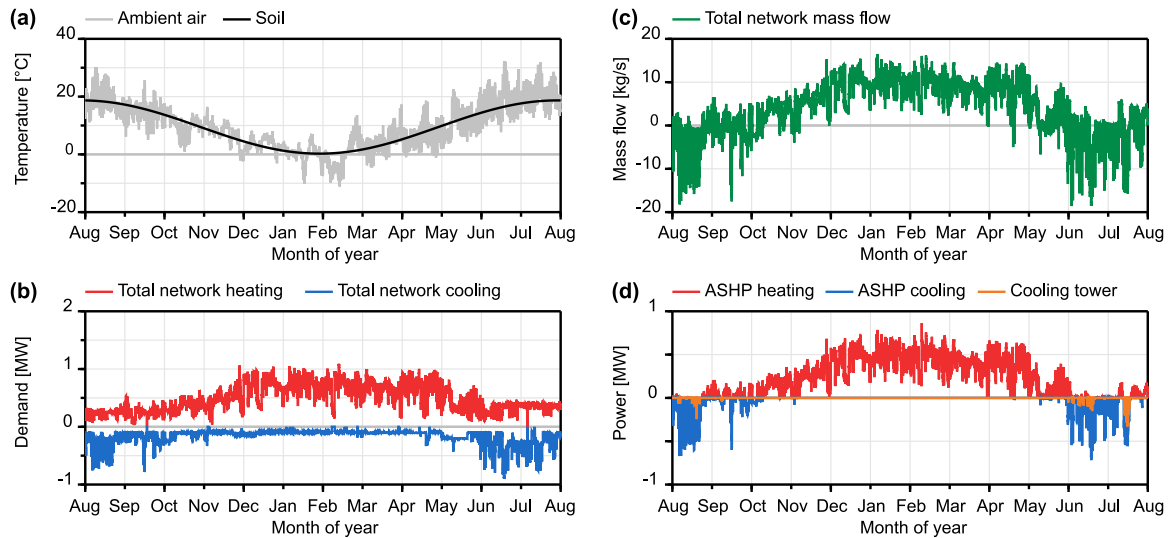 (a)
Ambient air Soil
Temperature [°C]
40
20
0
-20
Aug Sep Oct Nov Dec Jan Feb Mar Apr May Jun Jul Aug
Month of year
(c)
Total network mass flow
Mass flow [kg/s]
20
10
0
-10
-20
Aug Sep Oct Nov Dec Jan Feb Mar Apr May Jun Jul Aug
Month of year
(b)
Total network heating Total network cooling
Demand [MW]
2
1
0
-1
Aug Sep Oct Nov Dec Jan Feb Mar Apr May Jun Jul Aug
Month of year
(d)
ASHP heating ASHP cooling Cooling tower
Power [MW]
1
0
-1
Aug Sep Oct Nov Dec Jan Feb Mar Apr May Jun Jul Aug
Month of year